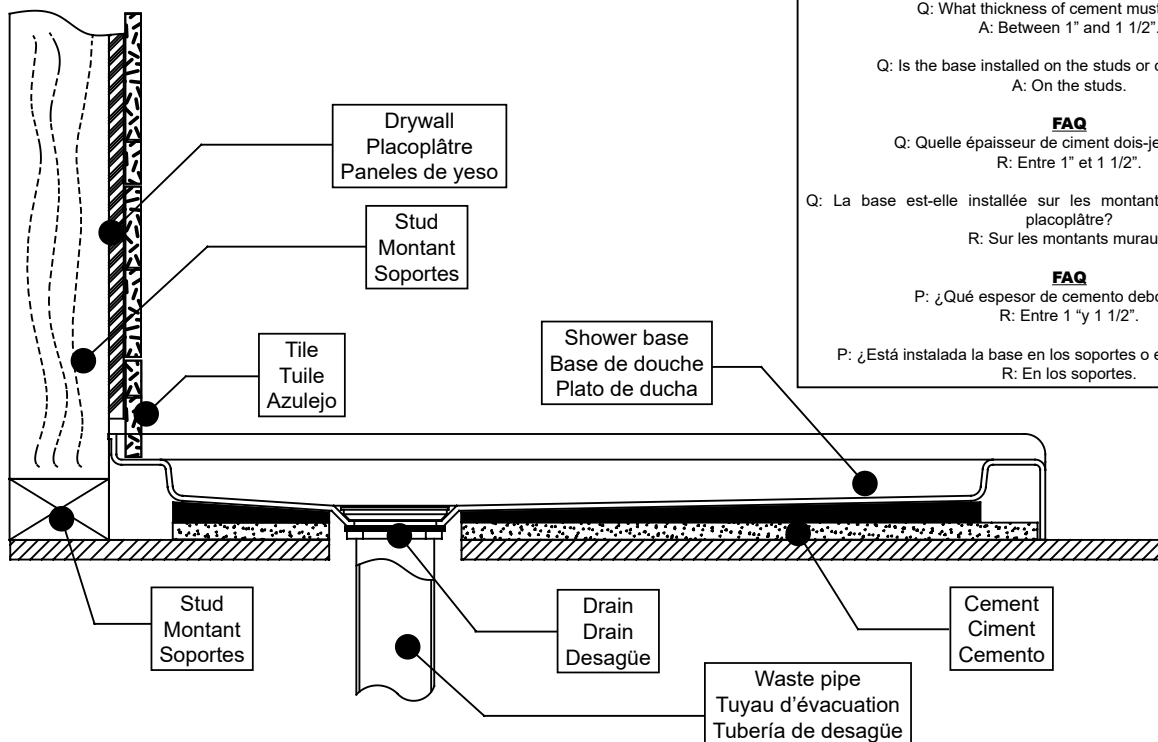 Q: What thickness of cement must
A: Between 1” and 1 1/2”.
Q: Is the base installed on the studs or
A: On the studs.
FAQ
Q: Quelle épaisseur de ciment dois-je
R: Entre 1” et 1 1/2”.
Q: La base est-elle installée sur les
placoplâtre?
R: Sur les montants
FAQ
P: ¿Qué espesor de cemento
R: Entre 1 “y 1 1/2”.
P: ¿Está instalada la base en los soportes o
R: En los soportes.
Drywall
Placoplâtre
Paneles de yeso
Stud
Montant
Soportes
Tile
Tuile
Azulejo
Shower base
Base de douche
Plato de ducha
Stud
Montant
Soportes
Drain
Drain
Desagüe
Cement
Ciment
Cemento
Waste pipe
Tuyau d’évacuation
Tubería de desagüe